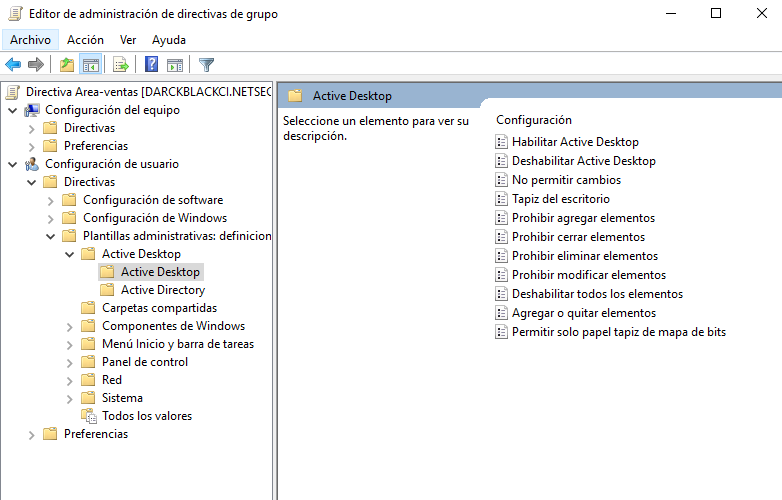 Editor de administración de directivas de grupo
Archivo Acción Ver Ayuda
Directiva Area-ventas [DARCKBLACKCI.NETSEC
Configuración del equipo
Directivas
Preferencias
Configuración de usuario
Directivas
Configuración de software
Configuración de Windows
Plantillas administrativas: definicion
Active Desktop
Active Desktop
Active Directory
Carpetas compartidas
Componentes de Windows
Menú Inicio y barra de tareas
Panel de control
Red
Sistema
Todos los valores
Preferencias
Active Desktop
Seleccione un elemento para ver su
descripción.
Configuración
Habilitar Active Desktop
Deshabilitar Active Desktop
No permitir cambios
Tapiz del escritorio
Prohibir agregar elementos
Prohibir cerrar elementos
Prohibir eliminar elementos
Prohibir modificar elementos
Deshabilitar todos los elementos
Agregar o quitar elementos
Permitir solo papel tapiz de mapa de bits